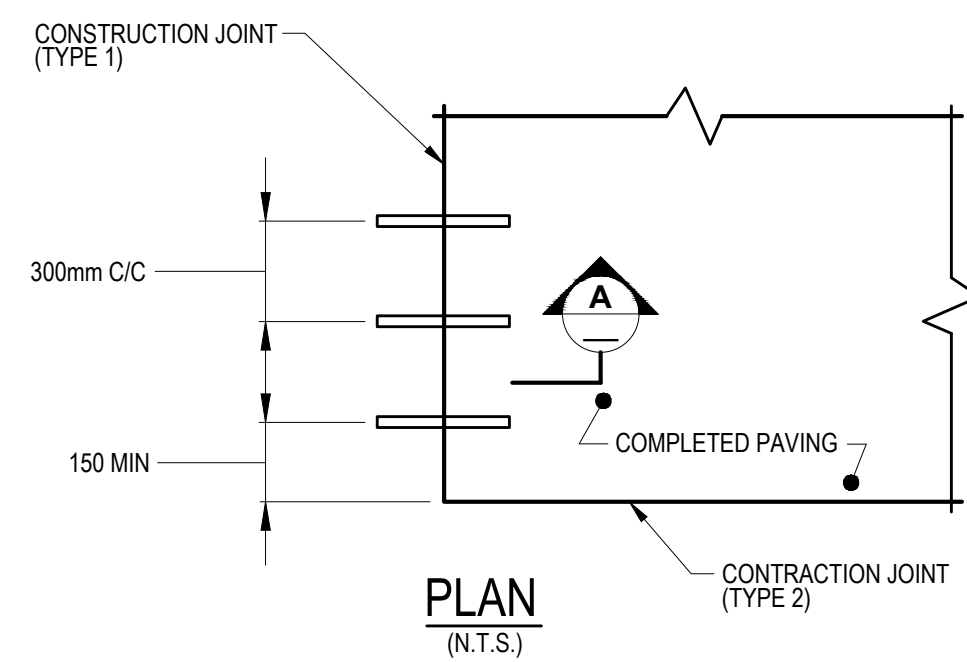 CONSTRUCTION JOINT
(TYPE 1)
300mm C/C
A
COMPLETED PAVING
150 MIN
CONTRACTION JOINT
(TYPE 2)
PLAN
(N.T.S.)